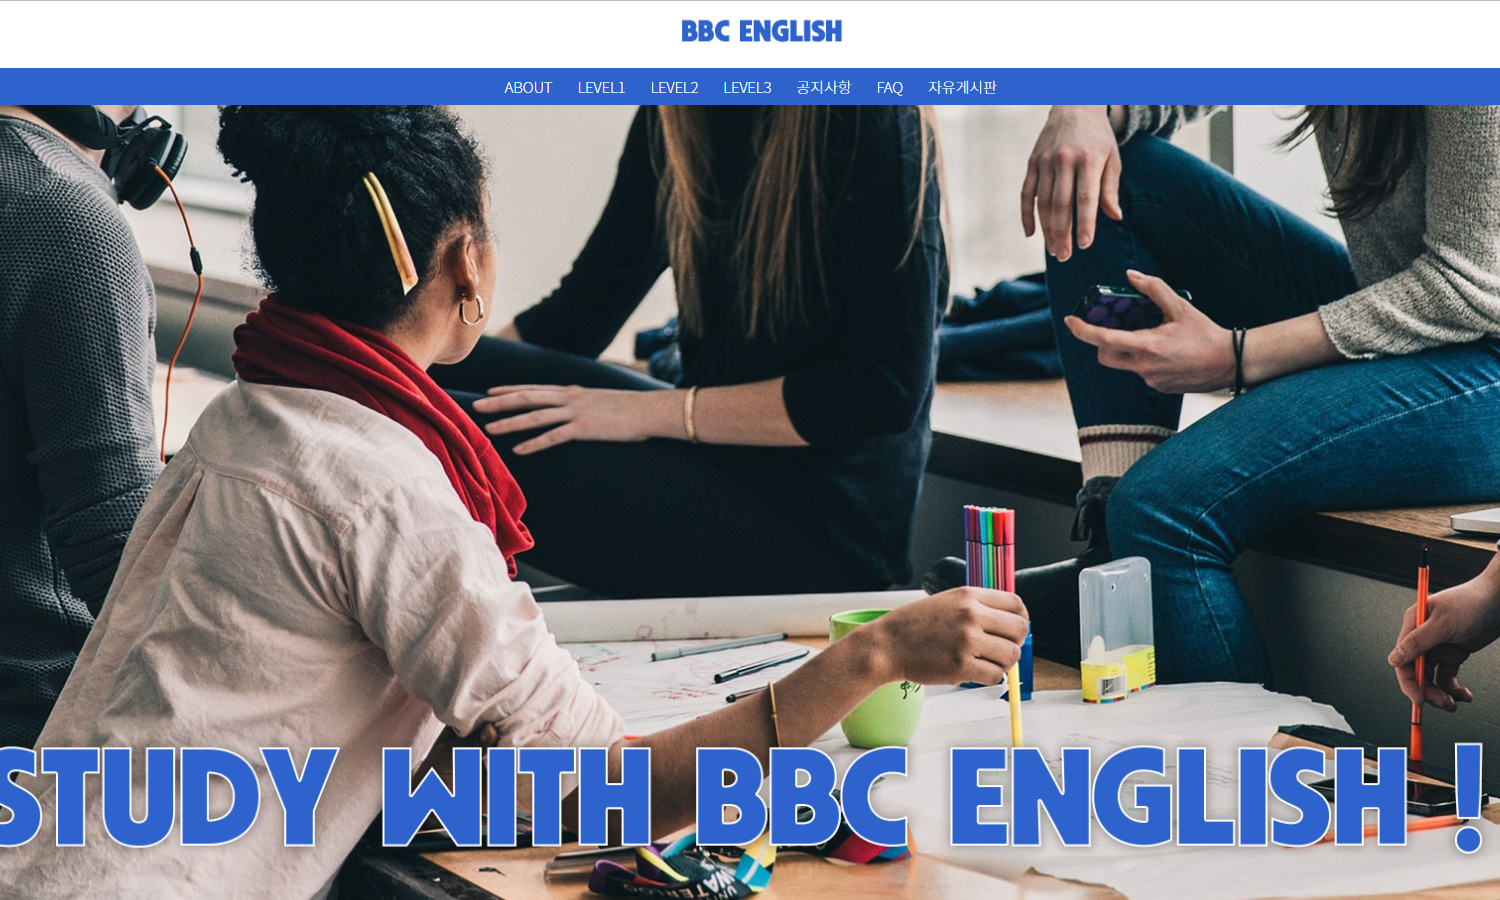 BBC ENGLISH
ABOUT LEVEL1 LEVEL2 LEVEL3 공지사항 FAQ 자유게시판
STUDY WITH BBC ENGLISH !